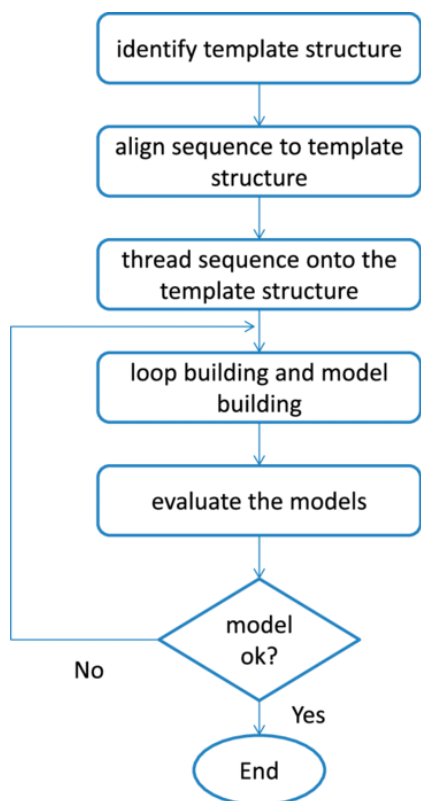 identify template structure
align sequence to template
structure
thread sequence onto the
template structure
loop building and model
building
evaluate the models
model
ok?
No
Yes
End